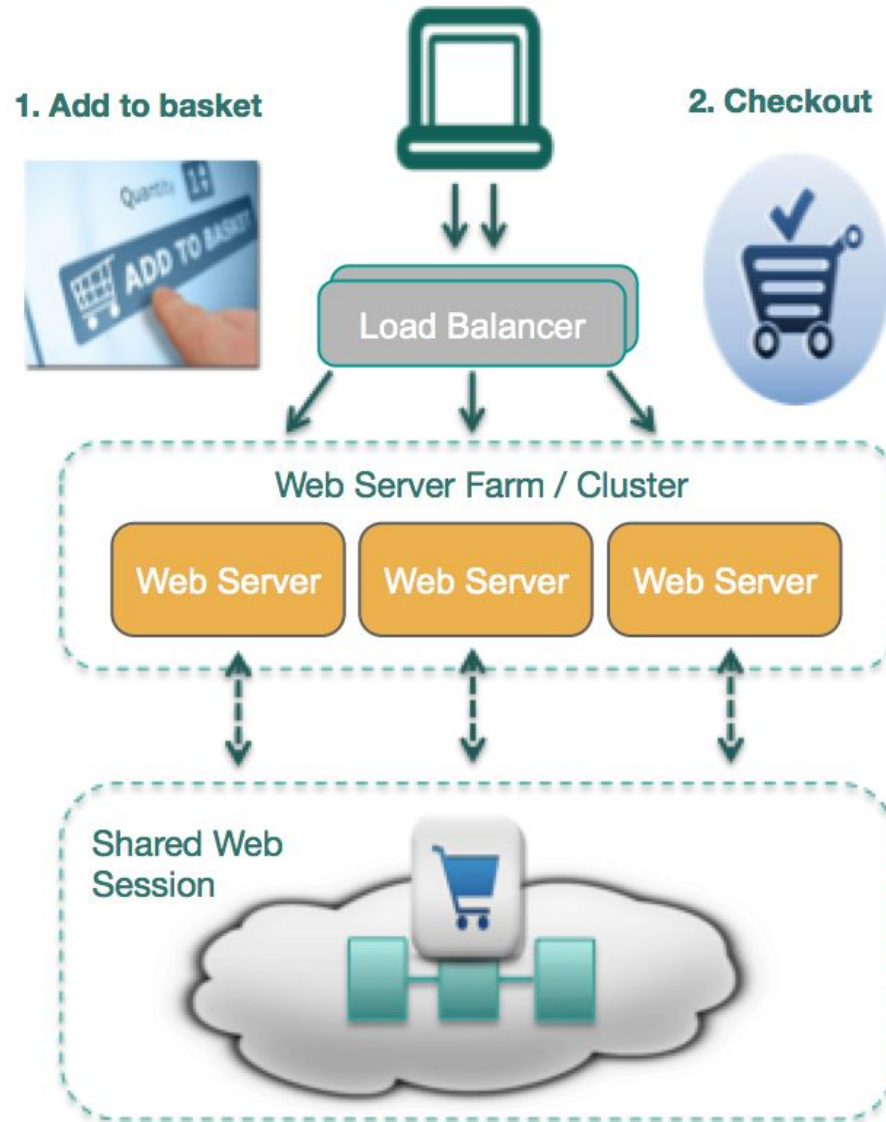 1. Add to basket
2. Checkout
Quantity 1
ADD TO BASKET
Load Balancer
Web Server Farm / Cluster
Web Server
Web Server
Web Server
Shared Web
Session